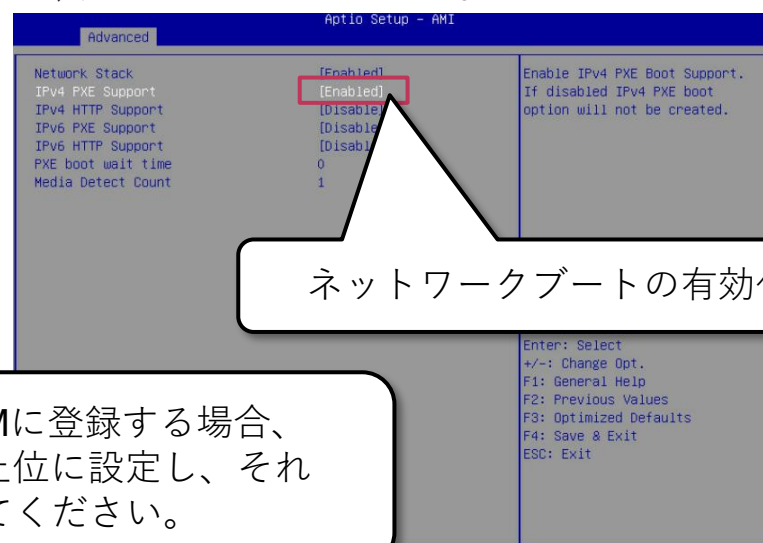 Aptio Setup - AMI
Advanced
Network Stack [Enabled]
IPv4 PXE Support [Enabled]
IPv4 HTTP Support [Disable
IPv6 PXE Support [Disable
IPv6 HTTP Support [Disabl
PXE boot wait time 0
Media Detect Count 1
Enable IPv4 PXE Boot Support.
If disabled IPv4 PXE boot
option will not be created.
ネットワークブートの有効
Enter: Select
+/-: Change Opt.
F1: General Help
F2: Previous Values
F3: Optimized Defaults
F4: Save & Exit
ESC: Exit
Mに登録する場合、
上位に設定し、それ
てください。